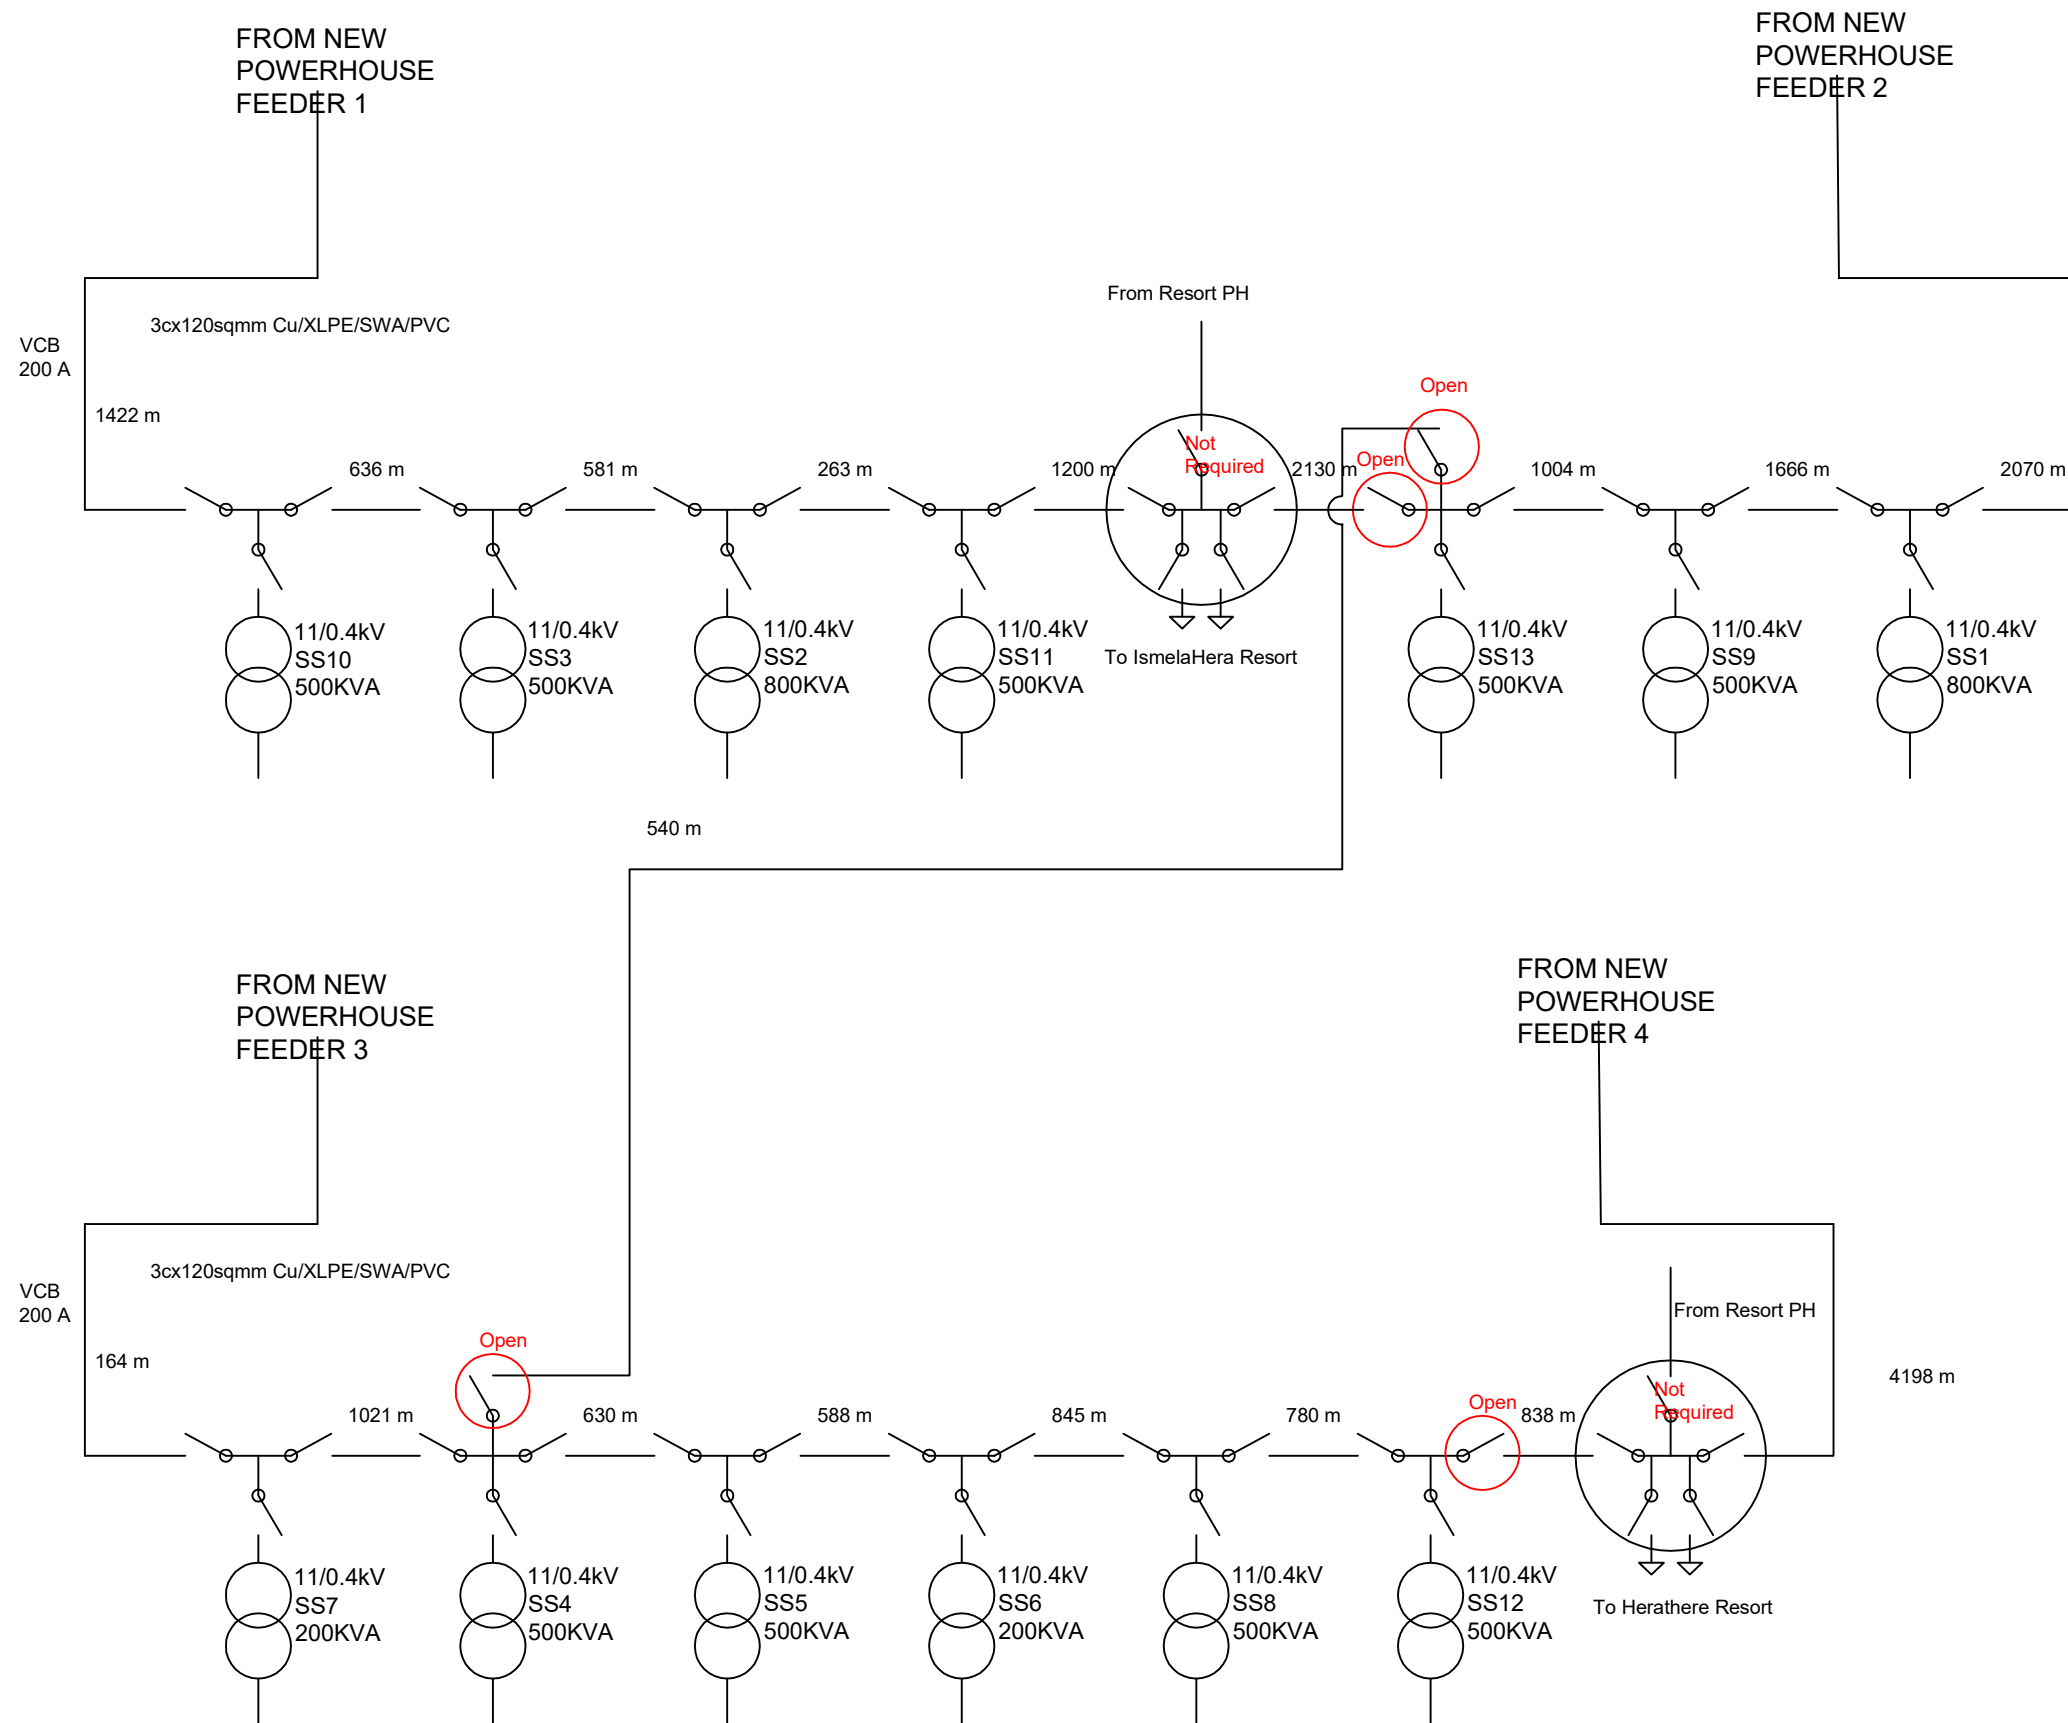 FROM NEW
POWERHOUSE
FEEDER 1
FROM NEW
POWERHOUSE
FEEDER 2
3cx120sqmm Cu/XLPE/SWA/PVC
VCB
200 A
1422 m
From Resort PH
Open
Not
Required
Open
636 m
581 m
263 m
1200 m
2130 m
1004 m
1666 m
2070 m
11/0.4kV
SS10
500KVA
11/0.4kV
SS3
500KVA
11/0.4kV
SS2
800KVA
11/0.4kV
SS11
500KVA
To IsmelaHera Resort
11/0.4kV
SS13
500KVA
11/0.4kV
SS9
500KVA
11/0.4kV
SS1
800KVA
540 m
FROM NEW
POWERHOUSE
FEEDER 3
FROM NEW
POWERHOUSE
FEEDER 4
3cx120sqmm Cu/XLPE/SWA/PVC
VCB
200 A
164 m
Open
From Resort PH
4198 m
Not
Required
Open
1021 m
630 m
588 m
845 m
780 m
838 m
11/0.4kV
SS7
200KVA
11/0.4kV
SS4
500KVA
11/0.4kV
SS5
500KVA
11/0.4kV
SS6
200KVA
11/0.4kV
SS8
500KVA
11/0.4kV
SS12
500KVA
To Herathere Resort